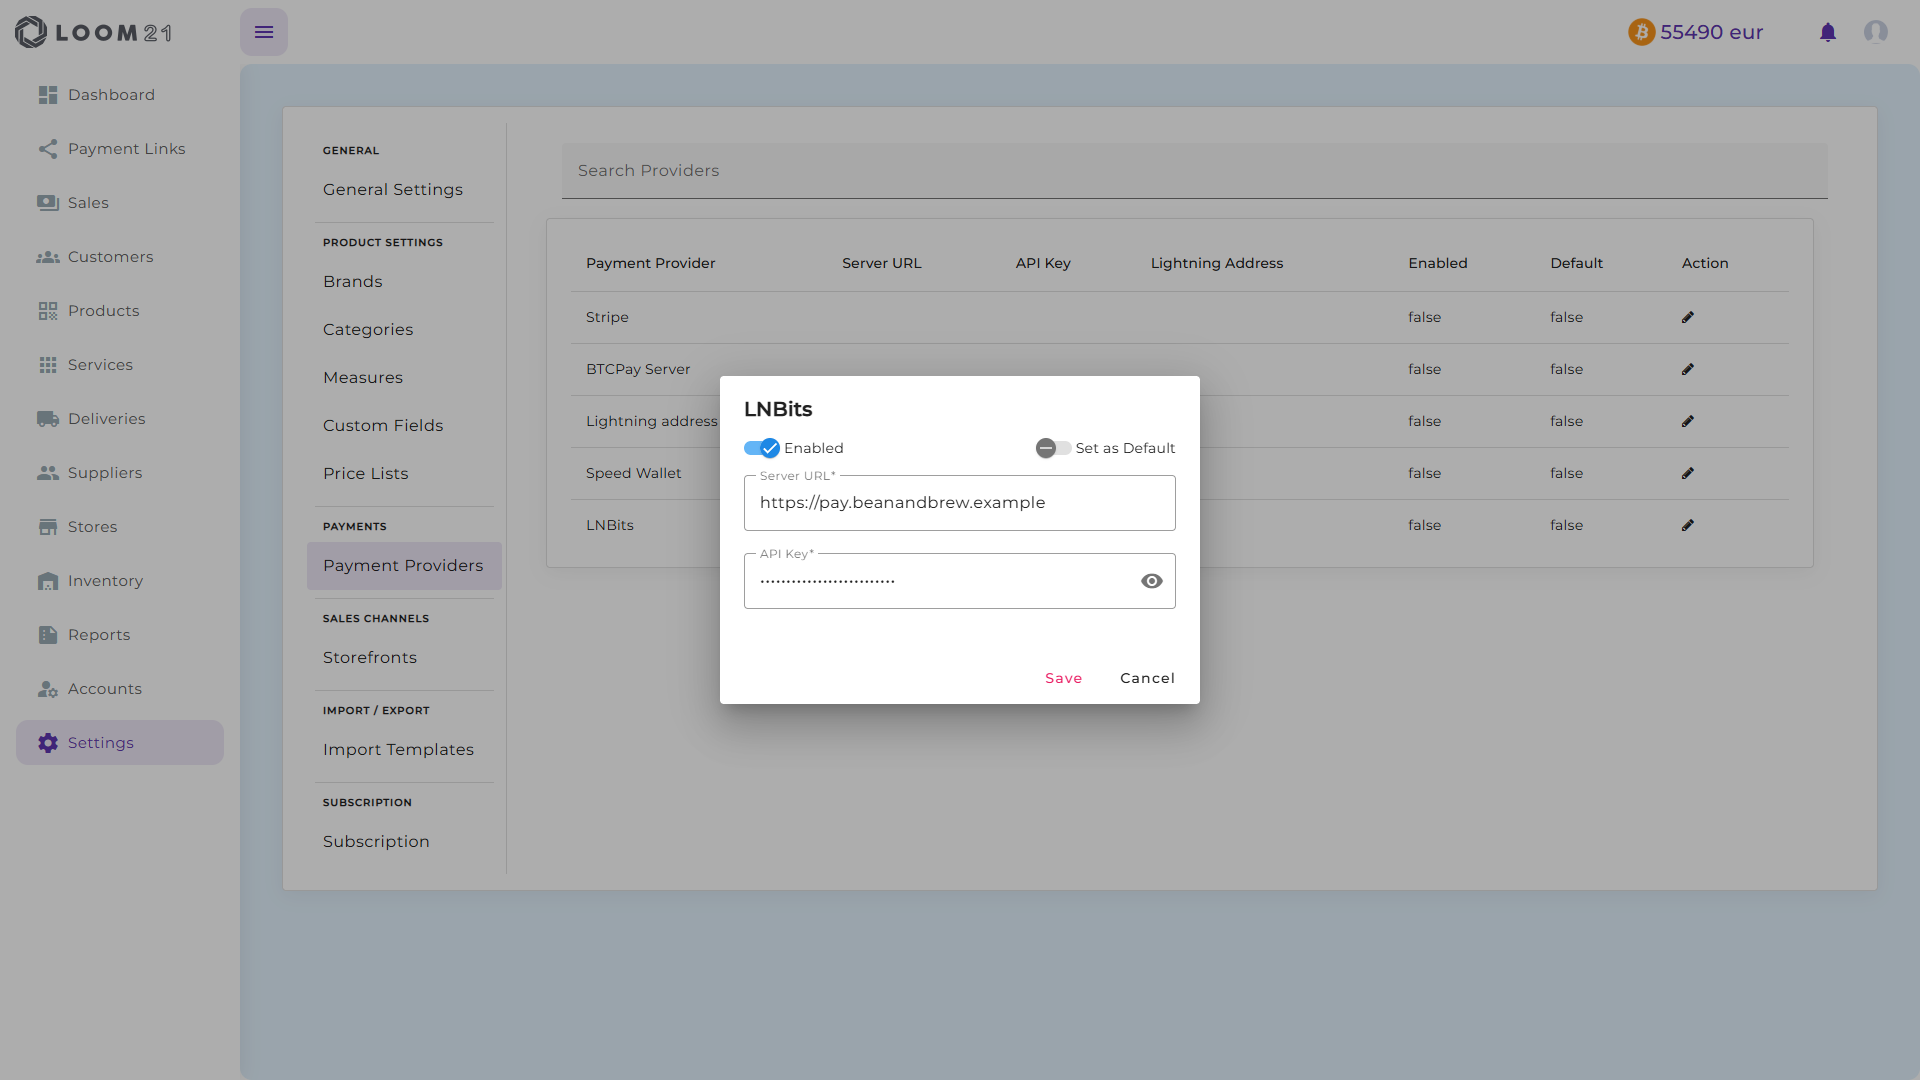 LOOM21
55490 eur
Dashboard
Payment Links
Sales
Customers
Products
Services
Deliveries
Suppliers
Stores
Inventory
Reports
Accounts
Settings
GENERAL
General Settings
PRODUCT SETTINGS
Brands
Categories
Measures
Custom Fields
Price Lists
PAYMENTS
Payment Providers
SALES CHANNELS
Storefronts
IMPORT / EXPORT
Import Templates
SUBSCRIPTION
Subscription
Search Providers
Payment Provider Server URL API Key Lightning Address Enabled Default Action
Stripe false false
BTCPay Server false false
Lightning address false false
Speed Wallet false false
LNBits false false
LNBits
Enabled Set as Default
Server URL*
https://pay.beanandbrew.example
API Key*
••••••••••••••••••••••••••
Save Cancel